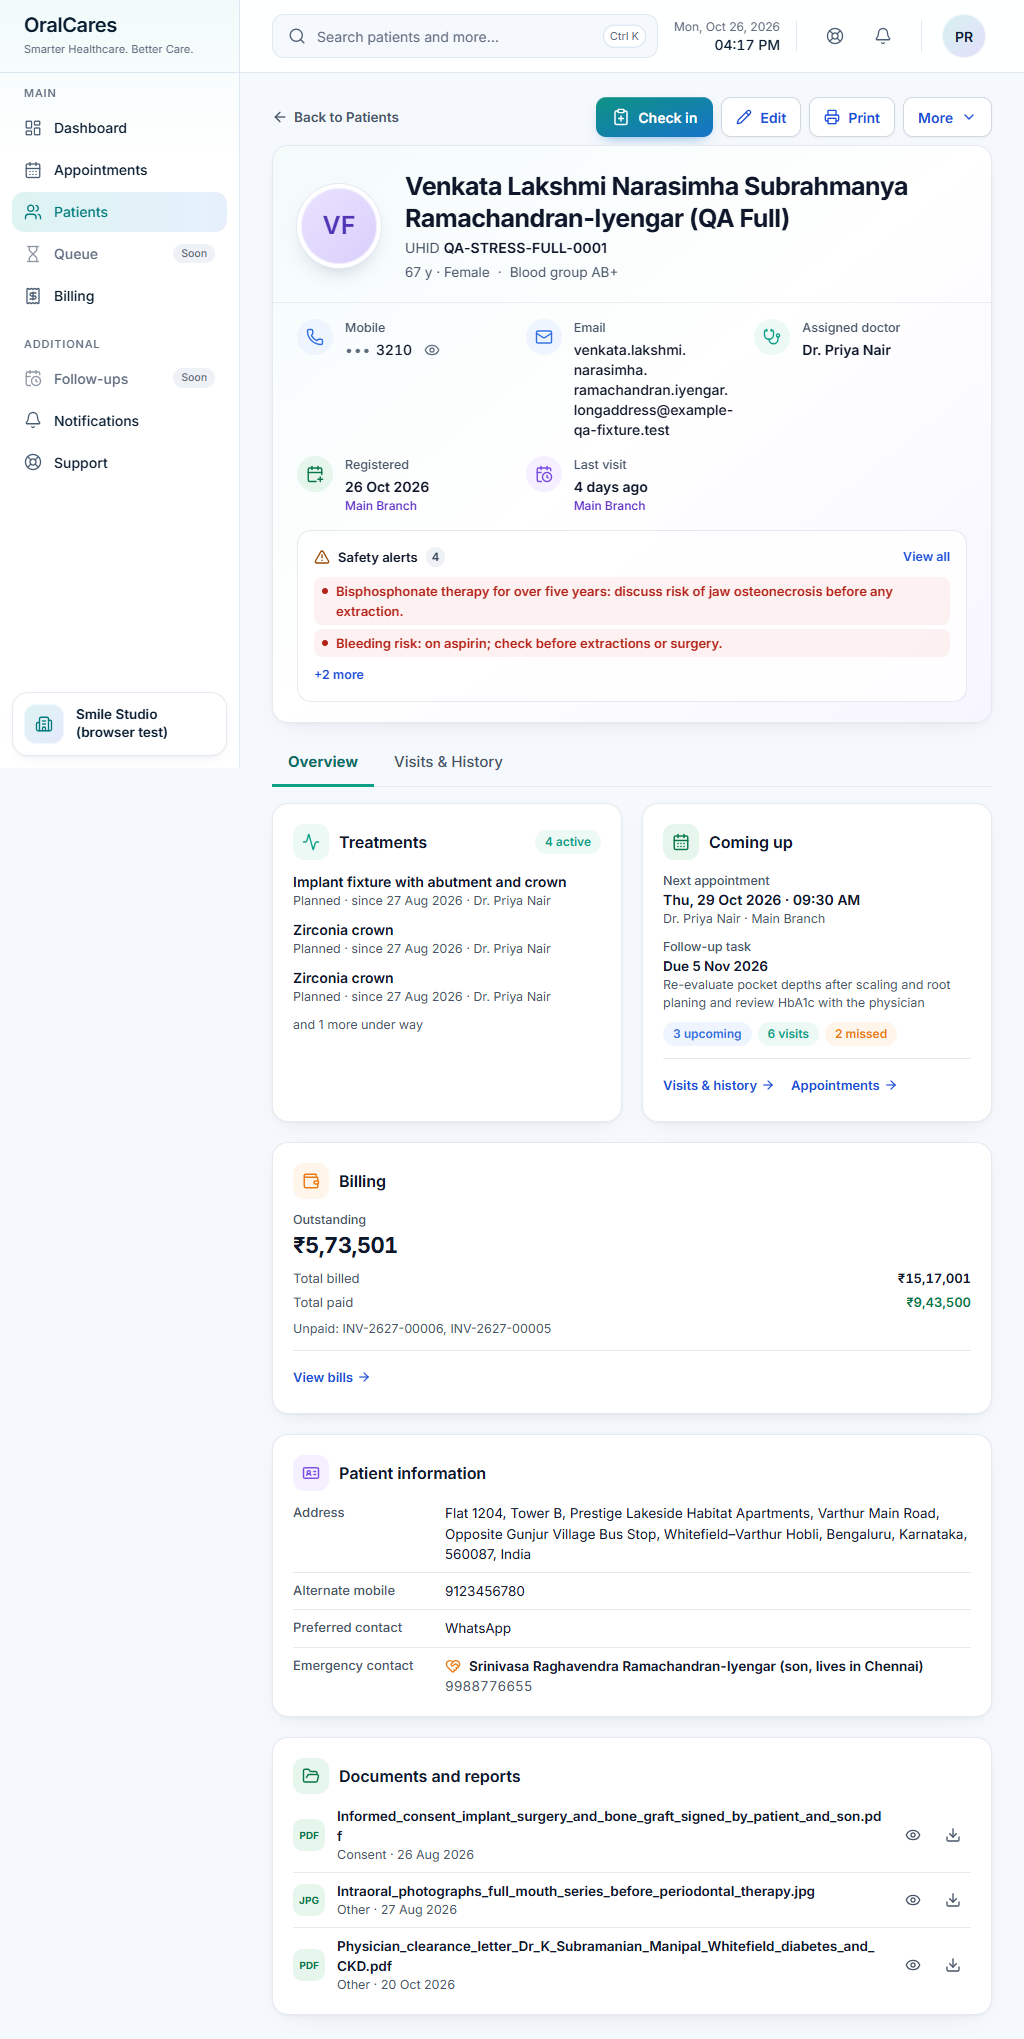 OralCares
Smarter Healthcare. Better Care.
Search patients and more...
Ctrl K
Mon, Oct 26, 2026
04:17 PM
PR
MAIN
Dashboard
Appointments
Patients
Queue
Soon
Billing
ADDITIONAL
Follow-ups
Soon
Notifications
Support
Smile Studio
(browser test)
Back to Patients
Check in
Edit
Print
More
VF
Venkata Lakshmi Narasimha Subrahmanya
Ramachandran-Iyengar (QA Full)
UHID QA-STRESS-FULL-0001
67 y · Female · Blood group AB+
Mobile
••• 3210
Email
venkata.lakshmi.
narasimha.
ramachandran.iyengar.
longaddress@example-
qa-fixture.test
Assigned doctor
Dr. Priya Nair
Registered
26 Oct 2026
Main Branch
Last visit
4 days ago
Main Branch
Safety alerts 4
View all
Bisphosphonate therapy for over five years: discuss risk of jaw osteonecrosis before any
extraction.
Bleeding risk: on aspirin; check before extractions or surgery.
+2 more
Overview
Visits & History
Treatments
4 active
Implant fixture with abutment and crown
Planned · since 27 Aug 2026 · Dr. Priya Nair
Zirconia crown
Planned · since 27 Aug 2026 · Dr. Priya Nair
Zirconia crown
Planned · since 27 Aug 2026 · Dr. Priya Nair
and 1 more under way
Coming up
Next appointment
Thu, 29 Oct 2026 · 09:30 AM
Dr. Priya Nair · Main Branch
Follow-up task
Due 5 Nov 2026
Re-evaluate pocket depths after scaling and root
planing and review HbA1c with the physician
3 upcoming
6 visits
2 missed
Visits & history →
Appointments →
Billing
Outstanding
₹5,73,501
Total billed
₹15,17,001
Total paid
₹9,43,500
Unpaid: INV-2627-00006, INV-2627-00005
View bills →
Patient information
Address
Flat 1204, Tower B, Prestige Lakeside Habitat Apartments, Varthur Main Road,
Opposite Gunjur Village Bus Stop, Whitefield–Varthur Hobli, Bengaluru, Karnataka,
560087, India
Alternate mobile
9123456780
Preferred contact
WhatsApp
Emergency contact
Srinivasa Raghavendra Ramachandran-Iyengar (son, lives in Chennai)
9988776655
Documents and reports
PDF
Informed_consent_implant_surgery_and_bone_graft_signed_by_patient_and_son.pd
f
Consent · 26 Aug 2026
JPG
Intraoral_photographs_full_mouth_series_before_periodontal_therapy.jpg
Other · 27 Aug 2026
PDF
Physician_clearance_letter_Dr_K_Subramanian_Manipal_Whitefield_diabetes_and_
CKD.pdf
Other · 20 Oct 2026